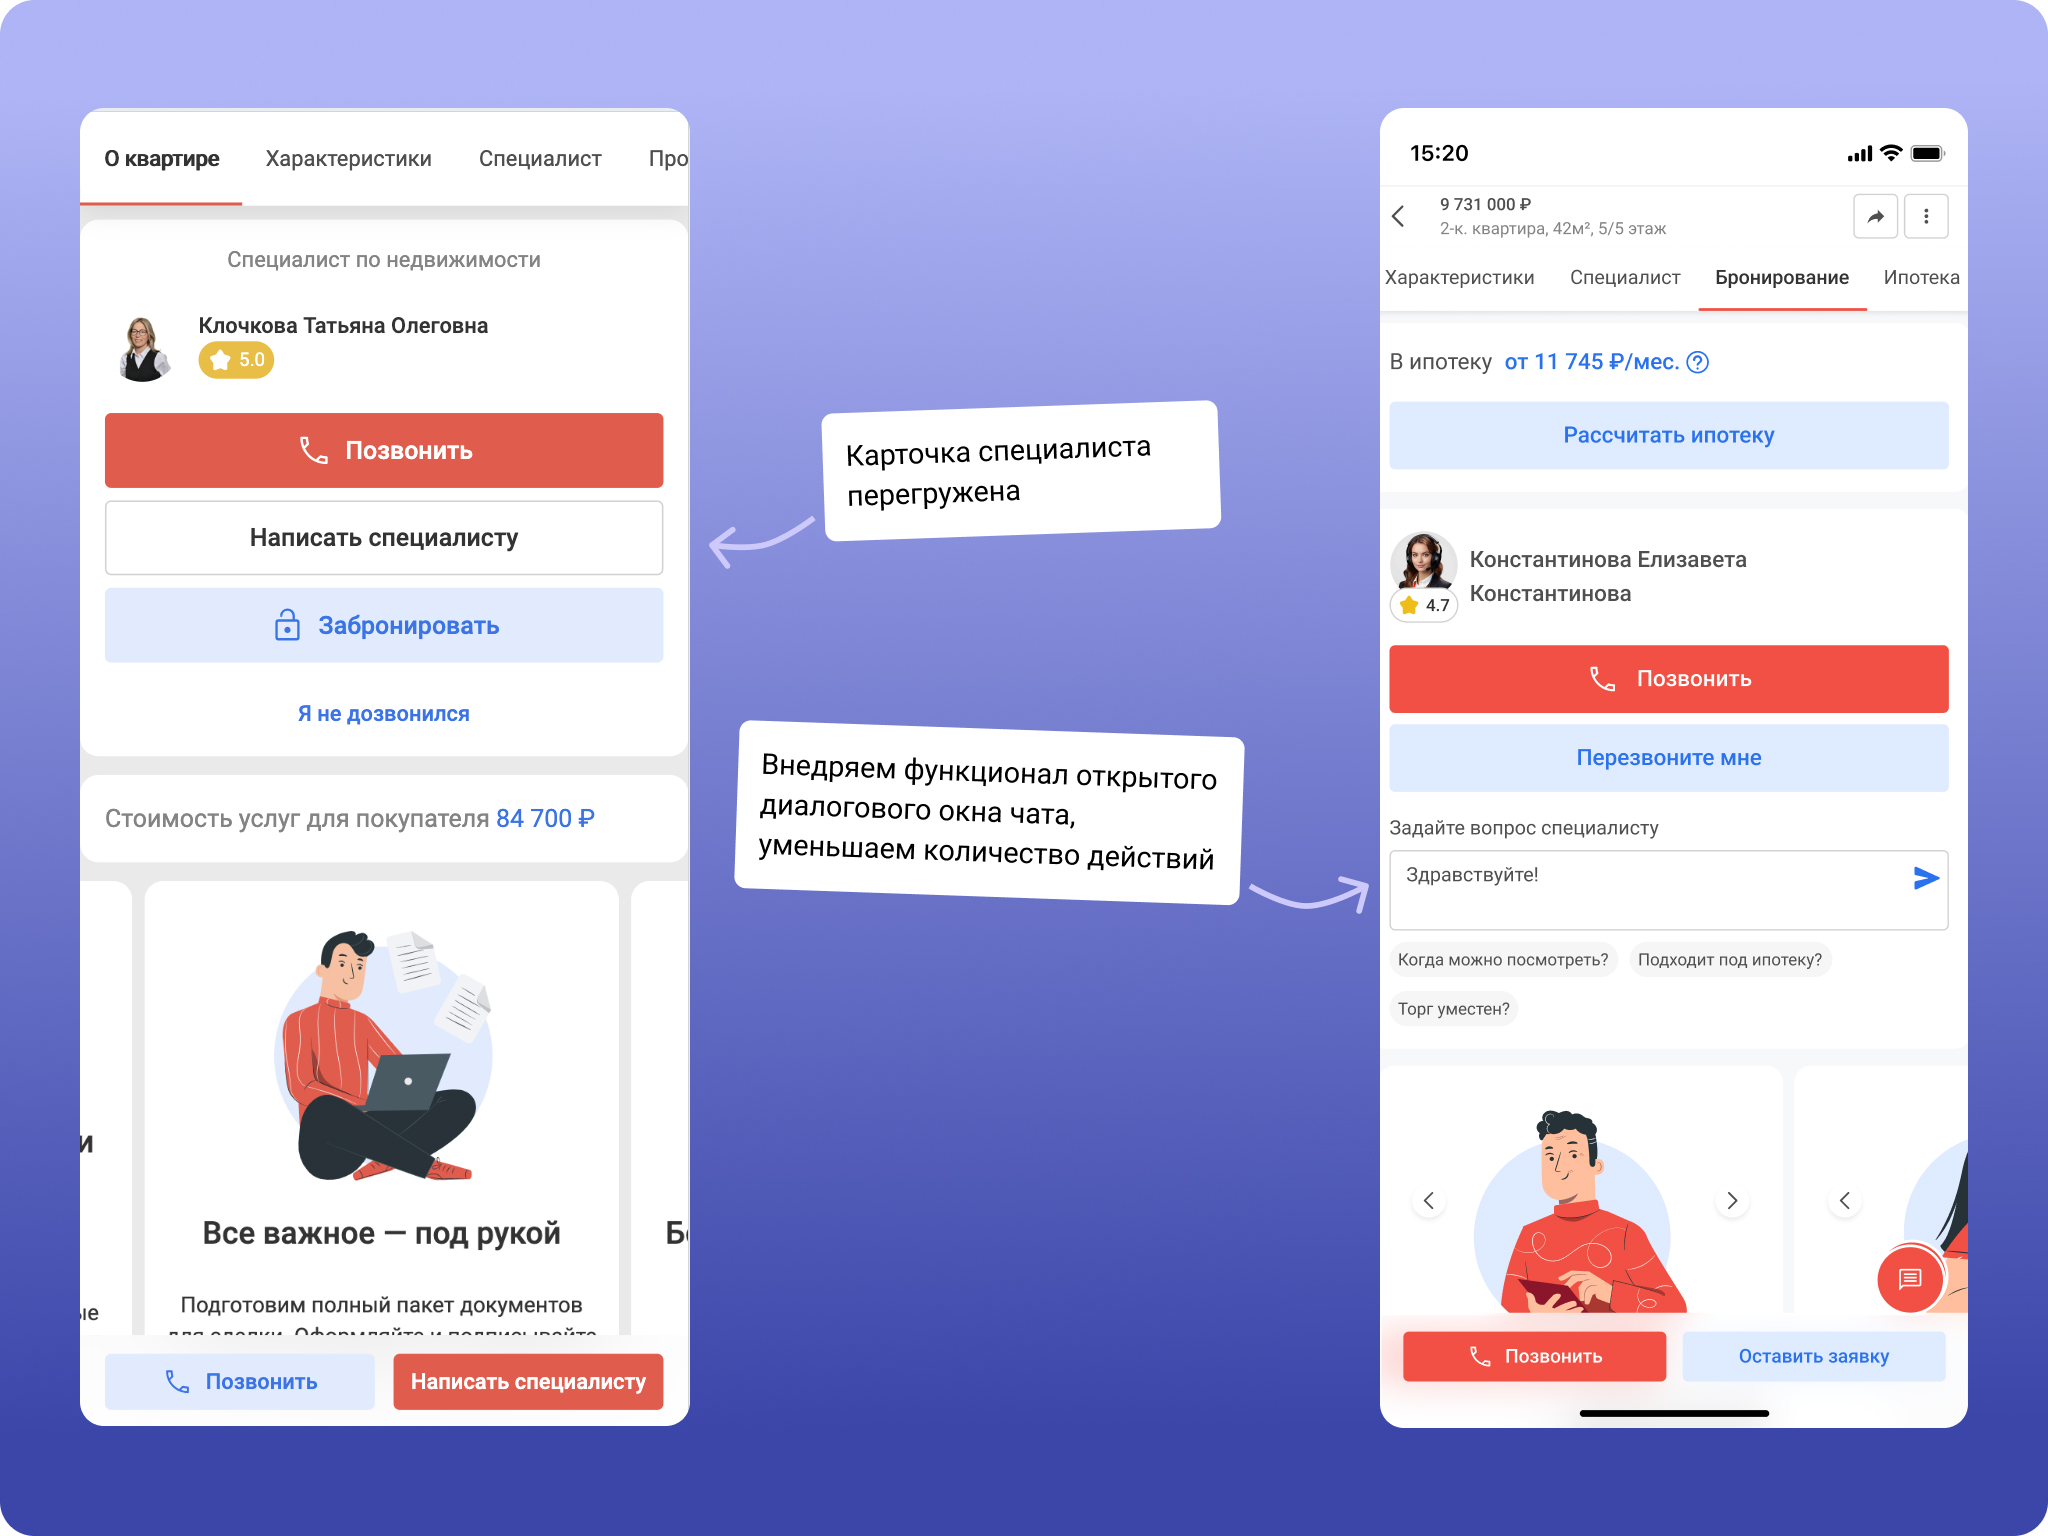 О квартире
Характеристики
Специалист
Про
Специалист по недвижимости
Клочкова Татьяна Олеговна
5.0
Позвонить
Написать специалисту
Забронировать
Я не дозвонился
Стоимость услуг для покупателя 84 700 ₽
и
Все важное — под рукой
Подготовим полный пакет документов
для сделки. Оформляйте и подписывайте
ые
Позвонить
Написать специалисту
Карточка специалиста
перегружена
Внедряем функционал открытого
диалогового окна чата,
уменьшаем количество действий
15:20
9 731 000 ₽
2-к. квартира, 42м², 5/5 этаж
Характеристики
Специалист
Бронирование
Ипотека
В ипотеку от 11 745 ₽/мес.
Рассчитать ипотеку
Константинова Елизавета
Константинова
4.7
Позвонить
Перезвоните мне
Задайте вопрос специалисту
Здравствуйте!
Когда можно посмотреть?
Подходит под ипотеку?
Торг уместен?
Позвонить
Оставить заявку